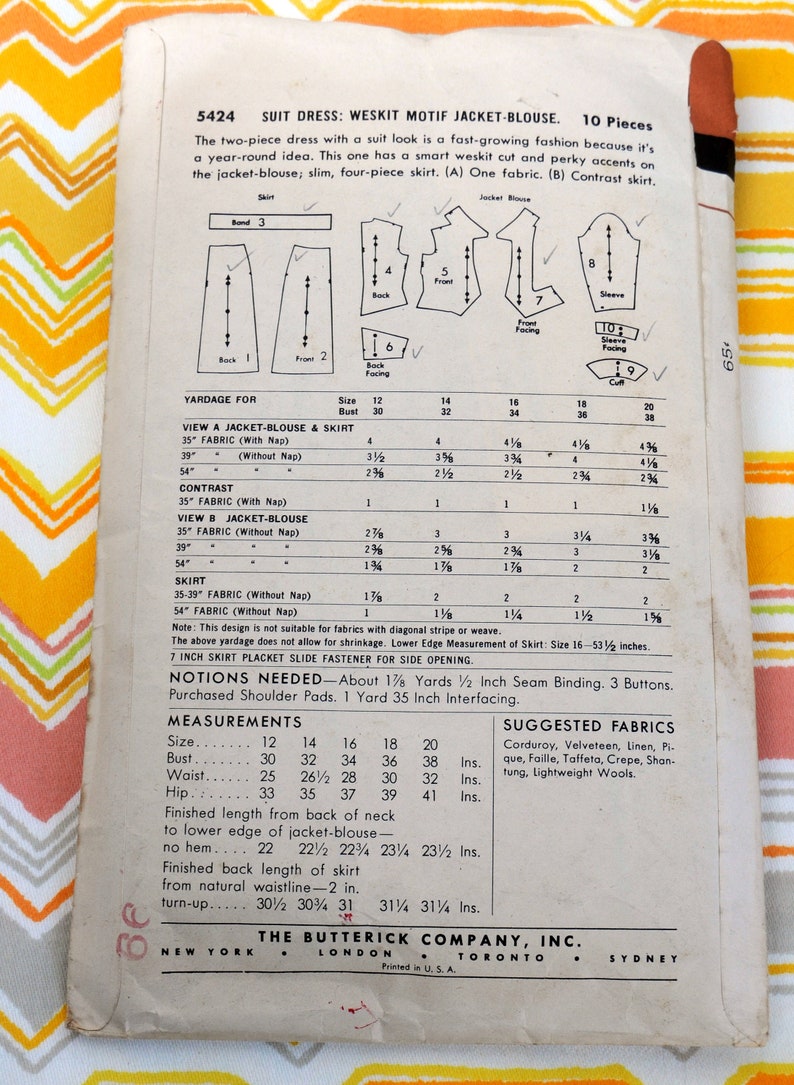 5424 SUIT DRESS: WESKIT MOTIF JACKET-BLOUSE. 10 Pieces
The two-piece dress with a suit look is a fast-growing fashion because it's
a year-round idea. This one has a smart weskit cut and perky accents on
the jacket-blouse; slim, four-piece skirt. (A) One fabric. (B) Contrast skirt.
Skirt
Jacket Blouse
Band 3
4
Back
5
Front
7
Front
Facing
8
Sleeve
Back 1
Front 2
6
Back
Facing
10
Sleeve
Facing
9
Cuff
65¢
YARDAGE FOR Size 12 14 16 18 20
Bust 30 32 34 36 38
VIEW A JACKET-BLOUSE & SKIRT
35" FABRIC (With Nap) 4 4 4⅛ 4⅛ 4⅜
39" " (Without Nap) 3½ 3⅝ 3¾ 4 4⅛
54" " " " 2⅜ 2½ 2½ 2¾ 2¾
CONTRAST
35" FABRIC (With Nap) 1 1 1 1 1⅛
VIEW B JACKET-BLOUSE
35" FABRIC (Without Nap) 2⅞ 3 3 3¼ 3⅜
39" " " " 2⅝ 2⅝ 2¾ 3 3⅛
54" " " " 1¾ 1⅞ 1⅞ 2 2
SKIRT
35-39" FABRIC (Without Nap) 1⅞ 2 2 2 2
54" FABRIC (Without Nap) 1 1⅛ 1¼ 1½ 1⅝
Note: This design is not suitable for fabrics with diagonal stripe or weave.
The above yardage does not allow for shrinkage. Lower Edge Measurement of Skirt: Size 16—53½ inches.
7 INCH SKIRT PLACKET SLIDE FASTENER FOR SIDE OPENING.
NOTIONS NEEDED—About 1⅞ Yards ½ Inch Seam Binding. 3 Buttons.
Purchased Shoulder Pads. 1 Yard 35 Inch Interfacing.
MEASUREMENTS
Size....... 12 14 16 18 20
Bust....... 30 32 34 36 38 Ins.
Waist...... 25 26½ 28 30 32 Ins.
Hip........ 33 35 37 39 41 Ins.
Finished length from back of neck
to lower edge of jacket-blouse—
no hem.... 22 22½ 22¾ 23¼ 23½ Ins.
Finished back length of skirt
from natural waistline—2 in.
turn-up..... 30½ 30¾ 31 31¼ 31¼ Ins.
SUGGESTED FABRICS
Corduroy, Velveteen, Linen, Pi-
que, Faille, Taffeta, Crepe, Shan-
tung, Lightweight Wools.
THE BUTTERICK COMPANY, INC.
NEW YORK • LONDON • TORONTO • SYDNEY
Printed in U. S. A.